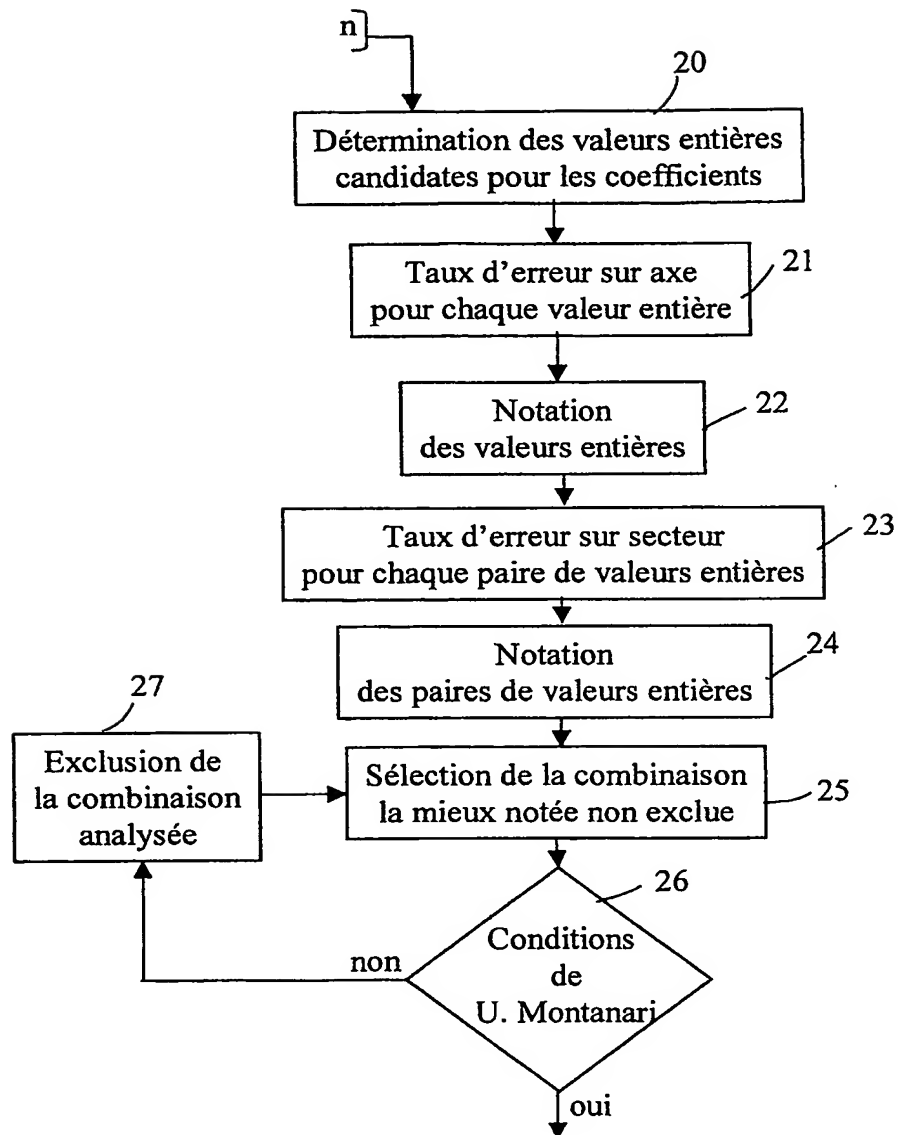 n
20
Détermination des valeurs entières
candidates pour les coefficients
Taux d'erreur sur axe
pour chaque valeur entière
21
Notation
des valeurs entières
22
Taux d'erreur sur secteur
pour chaque paire de valeurs entières
23
Notation
des paires de valeurs entières
24
27
Exclusion de
la combinaison
analysée
Sélection de la combinaison
la mieux notée non exclue
25
26
Conditions
de
U. Montanari
non
oui